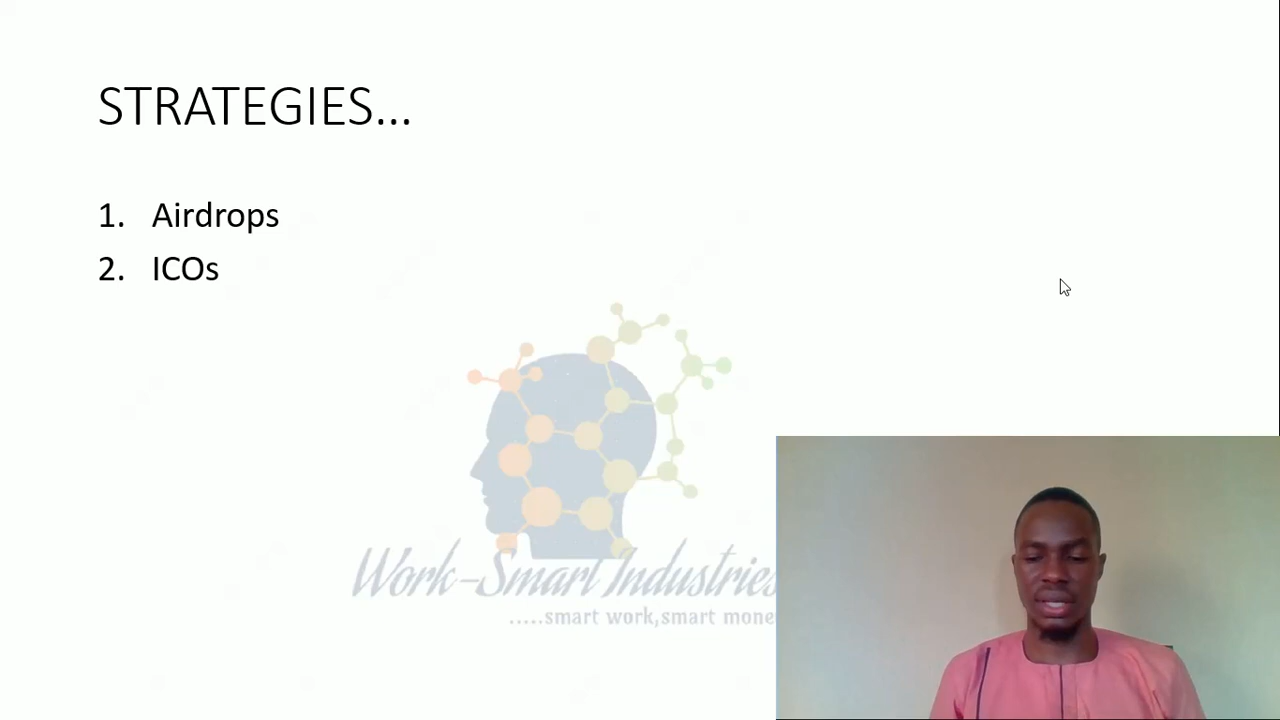 STRATEGIES...
1. Airdrops
2. ICOs
Work-Smart Industries
.....smart work,smart mone